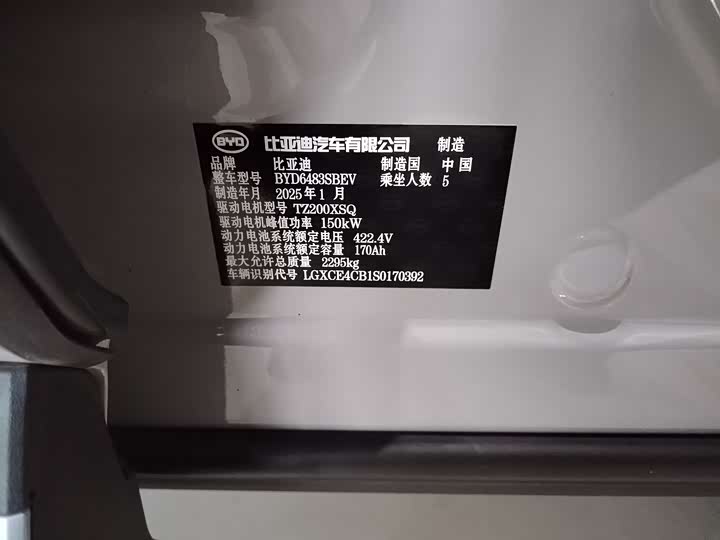 BYD 比亚迪汽车有限公司 制造
品牌 比亚迪 制造国 中国
整车型号 BYD6483SBEV 乘坐人数 5
制造年月 2025年1月
驱动电机型号 TZ200XSQ
驱动电机峰值功率 150kW
动力电池系统额定电压 422.4V
动力电池系统额定容量 170Ah
最大允许总质量 2295kg
车辆识别代号 LGXCE4CB1S0170392